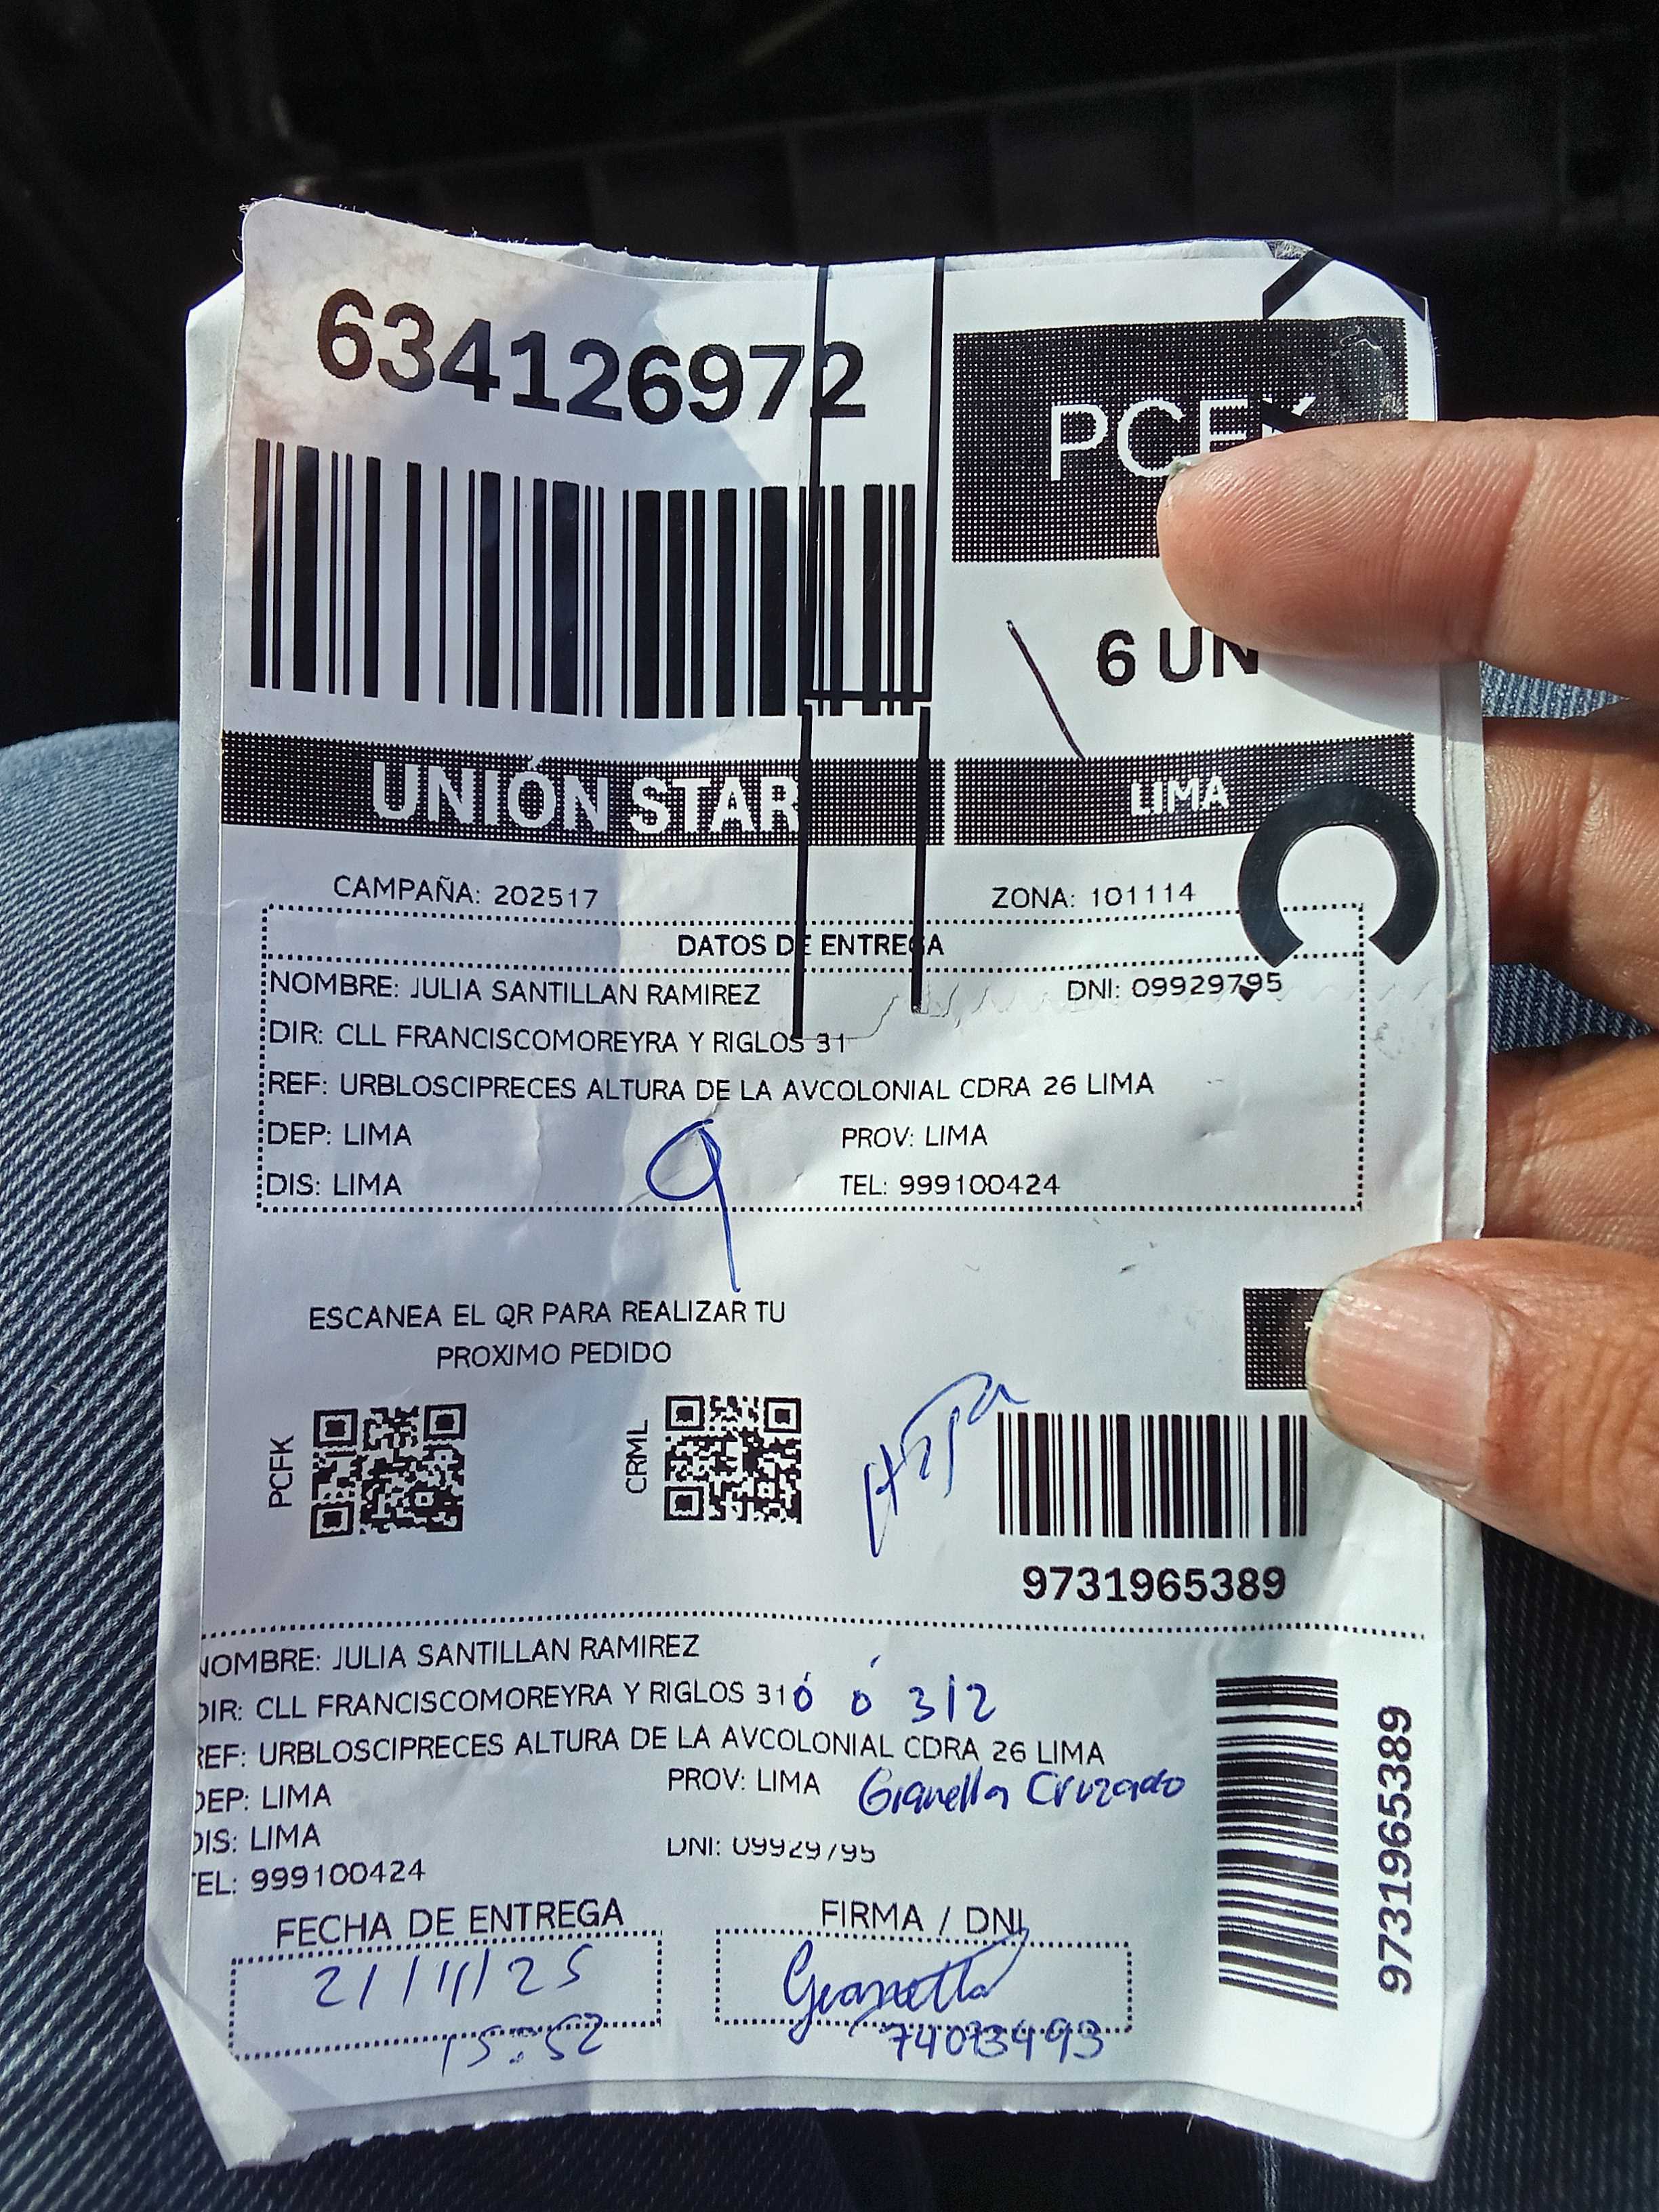 634126972
PCFK
6 UN
UNIÓN STAR
LIMA
CAMPAÑA: 202517
ZONA: 101114
DATOS DE ENTREGA
NOMBRE: JULIA SANTILLAN RAMIREZ DNI: 09929795
DIR: CLL FRANCISCOMOREYRA Y RIGLOS 31
REF: URBLOSCIPRECES ALTURA DE LA AVCOLONIAL CDRA 26 LIMA
DEP: LIMA PROV: LIMA
DIS: LIMA TEL: 999100424
9
ESCANEA EL QR PARA REALIZAR TU
PROXIMO PEDIDO
PCFK
CRML
9731965389
NOMBRE: JULIA SANTILLAN RAMIREZ
DIR: CLL FRANCISCOMOREYRA Y RIGLOS 310 ó 312
REF: URBLOSCIPRECES ALTURA DE LA AVCOLONIAL CDRA 26 LIMA
DEP: LIMA PROV: LIMA Gianella Cruzado
DIS: LIMA DNI: 09929795
TEL: 999100424
9731965389
FECHA DE ENTREGA
21/11/25
15:52
FIRMA / DNI
Gianella